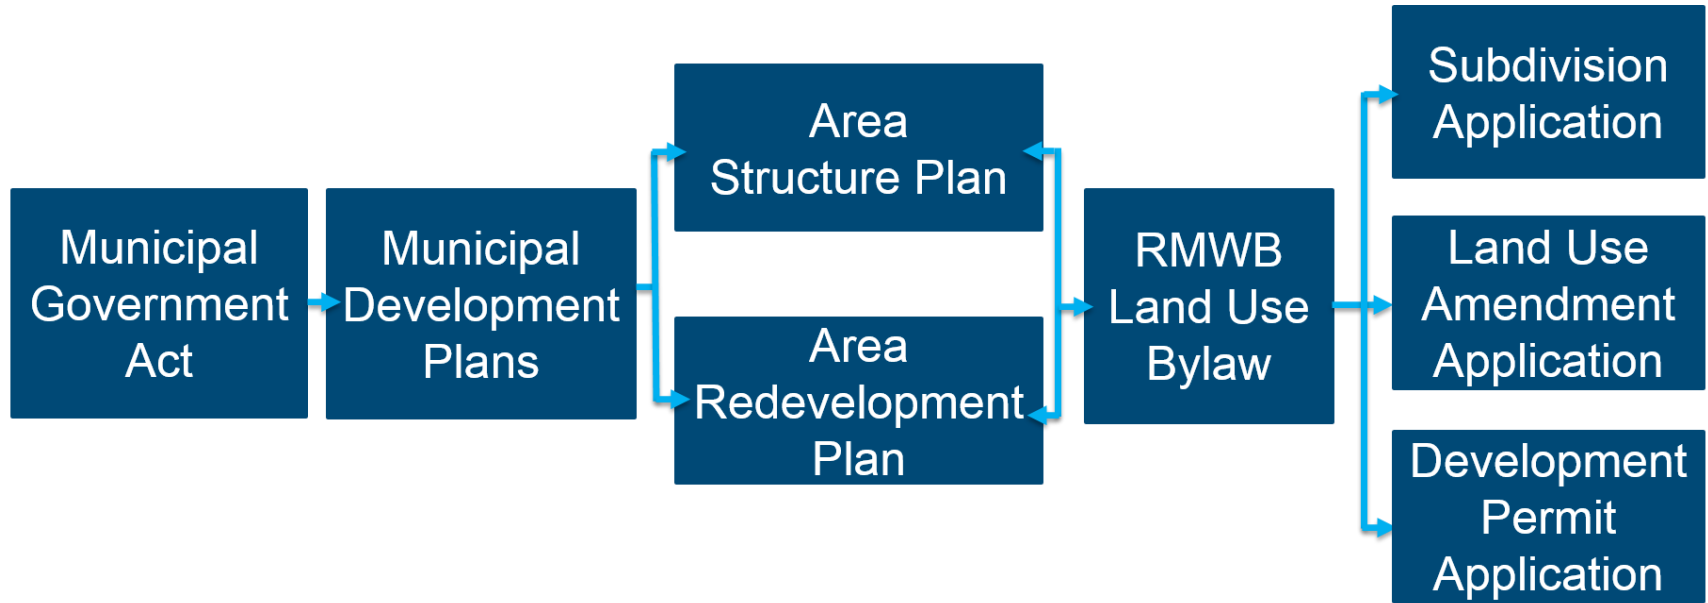 Municipal
Government
Act
Municipal
Development
Plans
Area
Structure Plan
Area
Redevelopment
Plan
RMWB
Land Use
Bylaw
Subdivision
Application
Land Use
Amendment
Application
Development
Permit
Application